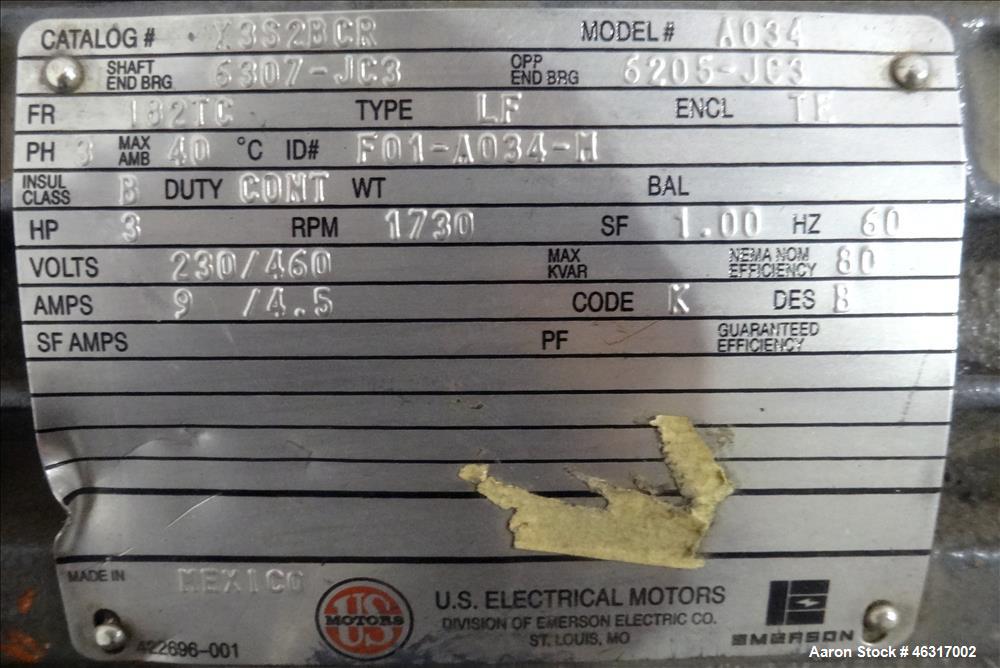 CATALOG # X3S2BCR MODEL # A034
SHAFT END BRG 6307-JC3 OPP END BRG 6205-JC3
FR 182TC TYPE LF ENCL TE
PH 3 MAX AMB 40 °C ID# F01-A034-M
INSUL CLASS B DUTY CONT WT BAL
HP 3 RPM 1730 SF 1.00 HZ 60
VOLTS 230/460 MAX KVAR NEMA NOM EFFICIENCY 80
AMPS 9 /4.5 CODE K DES B
SF AMPS PF GUARANTEED EFFICIENCY
MADE IN MEXICO
US MOTORS
U.S. ELECTRICAL MOTORS
DIVISION OF EMERSON ELECTRIC CO.
ST. LOUIS, MO
EMERSON
422696-001
Aaron Stock # 46317002